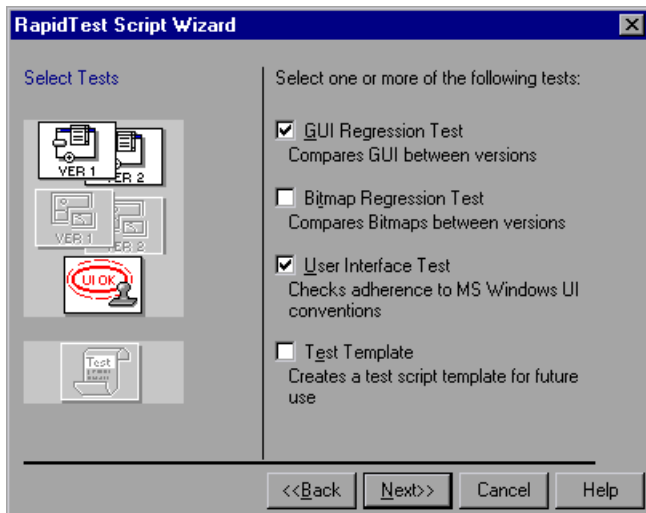 RapidTest Script Wizard
Select Tests
VER 1
VER 2
VER 1
VER 2
UI OK
Test
Select one or more of the following tests:
GUI Regression Test
Compares GUI between versions
Bitmap Regression Test
Compares Bitmaps between versions
User Interface Test
Checks adherence to MS Windows UI
conventions
Test Template
Creates a test script template for future
use
<<Back
Next>>
Cancel
Help